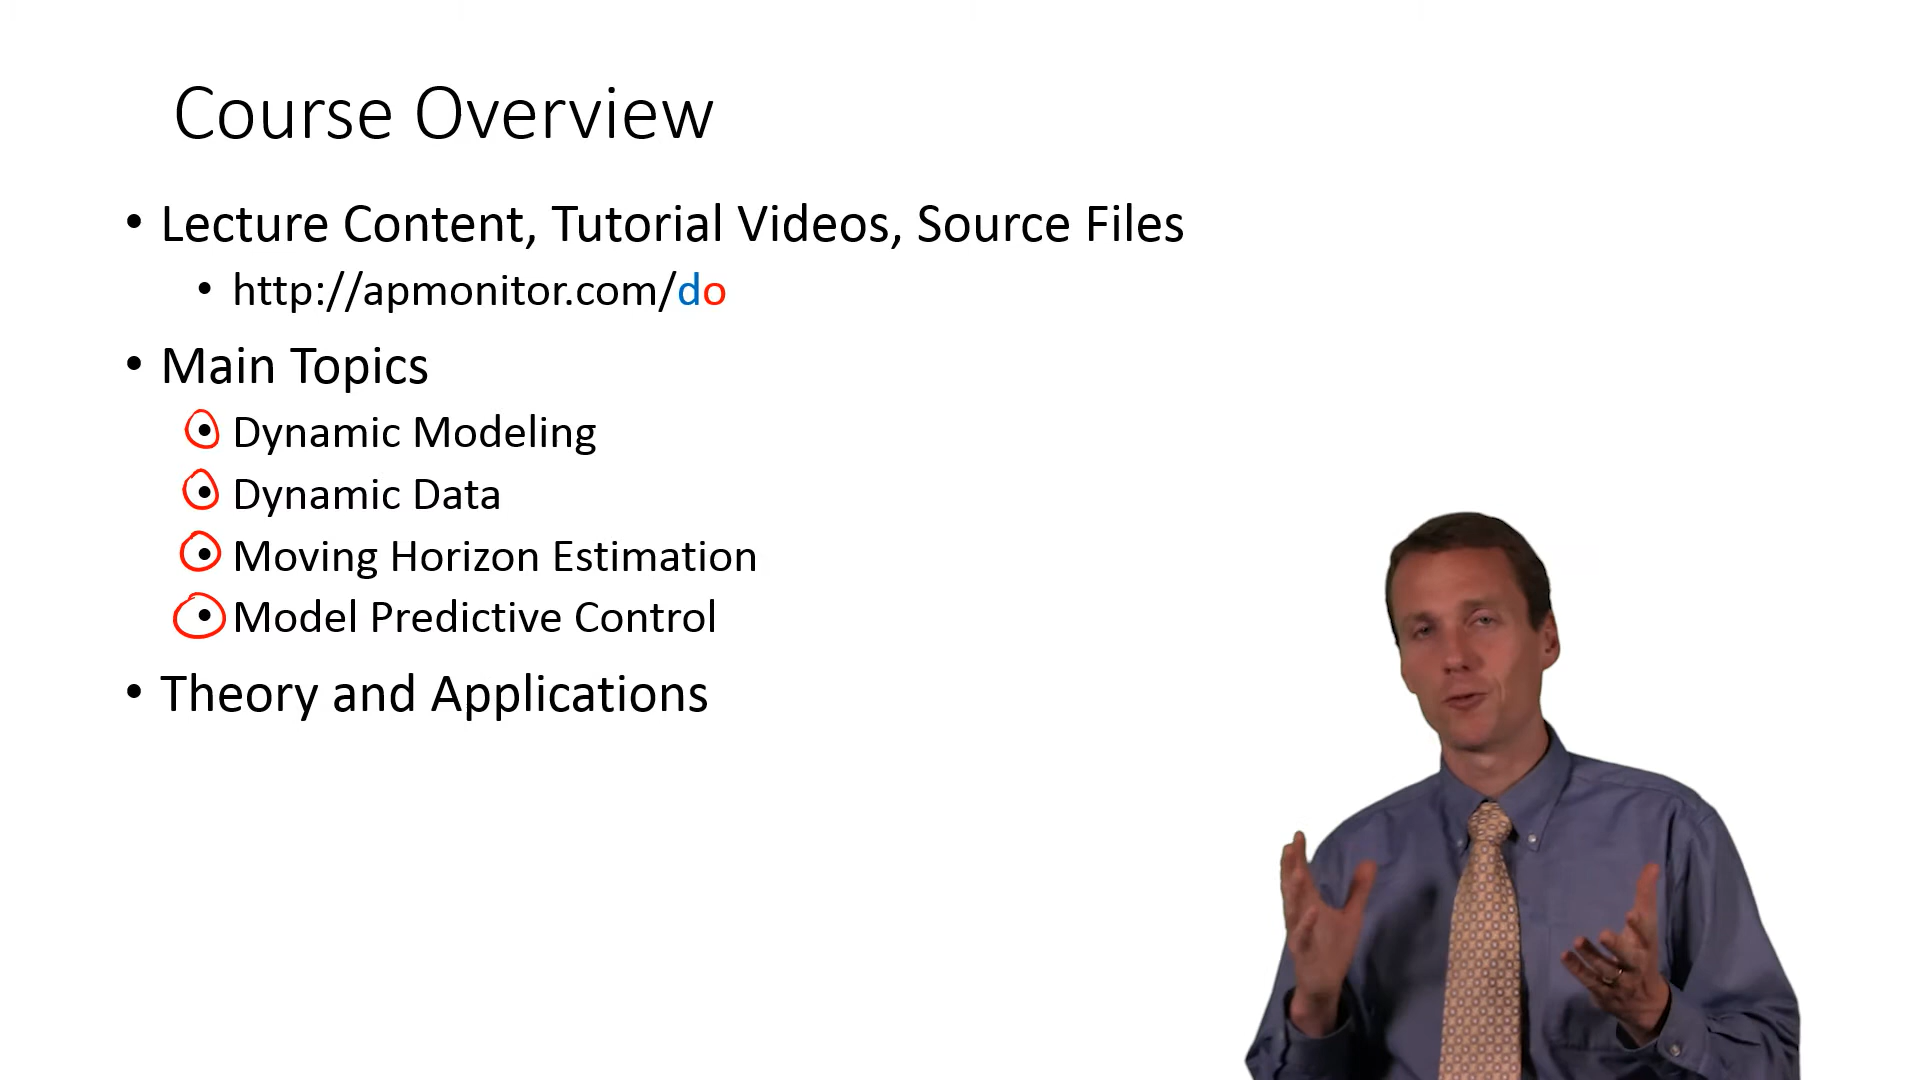 Course Overview
• Lecture Content, Tutorial Videos, Source Files
• http://apmonitor.com/do
• Main Topics
• Dynamic Modeling
• Dynamic Data
• Moving Horizon Estimation
• Model Predictive Control
• Theory and Applications